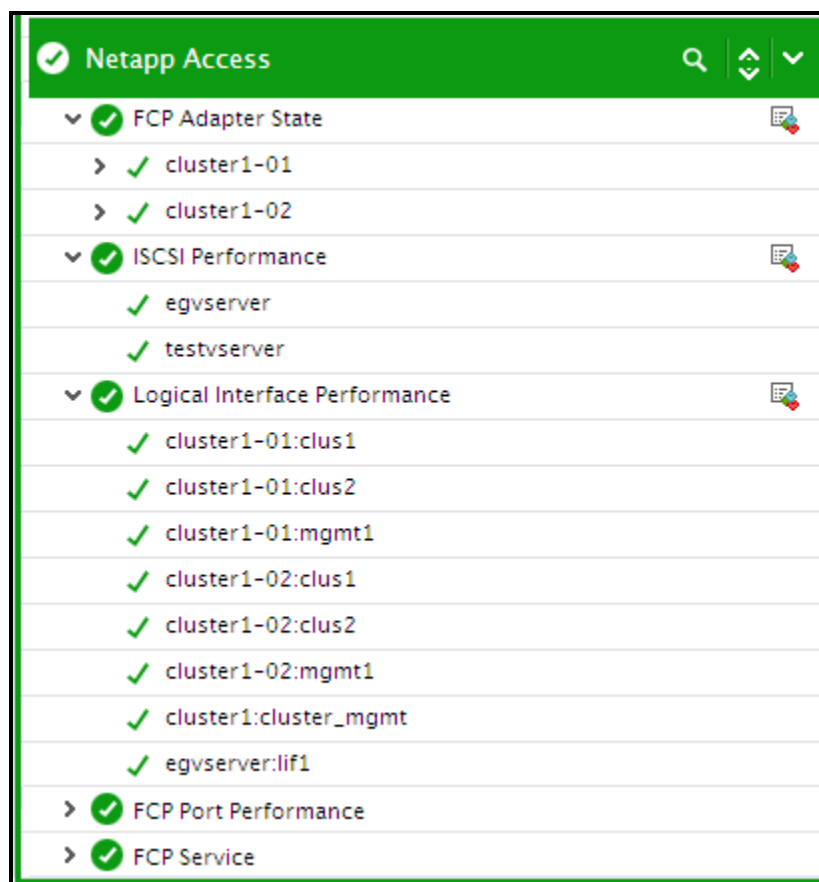 Netapp Access
FCP Adapter State
cluster1-01
cluster1-02
ISCSI Performance
egvserver
testvserver
Logical Interface Performance
cluster1-01:clus1
cluster1-01:clus2
cluster1-01:mgmt1
cluster1-02:clus1
cluster1-02:clus2
cluster1-02:mgmt1
cluster1:cluster_mgmt
egvserver:lif1
FCP Port Performance
FCP Service